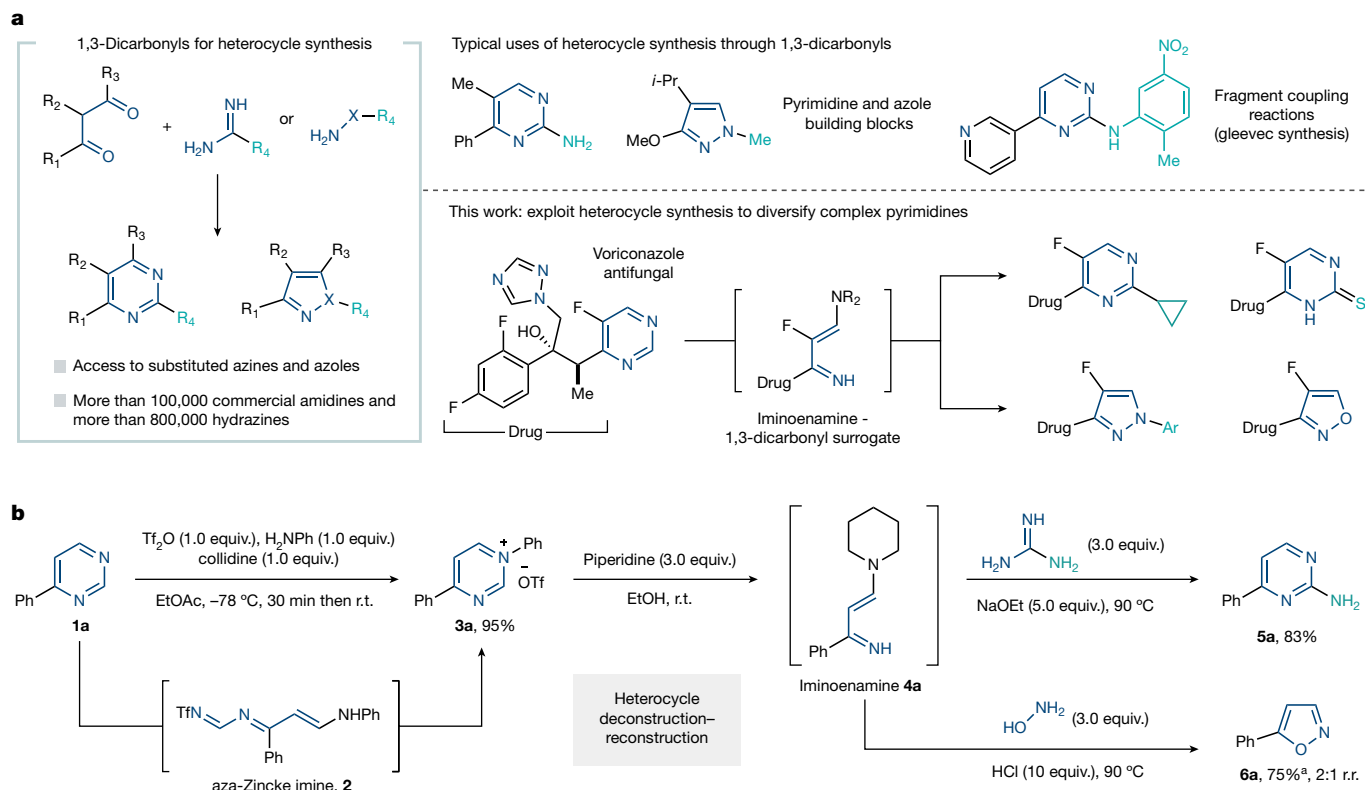 a
1,3-Dicarbonyls for heterocycle synthesis
R3
R2
O
O
R1
+
NH
H2N
R4
or
H2N
X
R4
R3
R2
N
N
R1
R4
R2
R3
R1
X
N
R4
Access to substituted azines and azoles
More than 100,000 commercial amidines and
more than 800,000 hydrazines
Typical uses of heterocycle synthesis through 1,3-dicarbonyls
Me
N
N
Ph
NH2
i-Pr
MeO
N
N
Me
Pyrimidine and azole
building blocks
NO2
N
N
N
N
H
Me
Fragment coupling
reactions
(gleevec synthesis)
This work: exploit heterocycle synthesis to diversify complex pyrimidines
Voriconazole
antifungal
N
N
N
F
HO
F
N
N
F
Me
Drug
NR2
F
Drug
NH
Iminoenamine -
1,3-dicarbonyl surrogate
F
N
N
Drug
F
N
Drug
N
H
S
F
Drug
N
N
Ar
F
Drug
N
O
b
N
N
Ph
1a
Tf2O (1.0 equiv.), H2NPh (1.0 equiv.)
collidine (1.0 equiv.)
EtOAc, –78 ºC, 30 min then r.t.
+
N
Ph
–
OTf
N
Ph
3a, 95%
TfN
N
NHPh
Ph
aza-Zincke imine, 2
Piperidine (3.0 equiv.)
EtOH, r.t.
Heterocycle
deconstruction–
reconstruction
N
Ph
NH
Iminoenamine 4a
NH
H2N
NH2
(3.0 equiv.)
NaOEt (5.0 equiv.), 90 ºC
N
N
Ph
NH2
5a, 83%
NH2
HO
(3.0 equiv.)
HCl (10 equiv.), 90 ºC
Ph
O
N
6a, 75%a, 2:1 r.r.